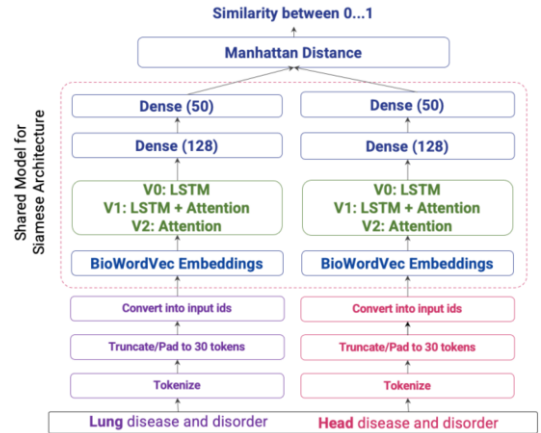 Similarity between 0...1
Manhattan Distance
Shared Model for
Siamese Architecture
Dense (50)
Dense (50)
Dense (128)
Dense (128)
V0: LSTM
V1: LSTM + Attention
V2: Attention
V0: LSTM
V1: LSTM + Attention
V2: Attention
BioWordVec Embeddings
BioWordVec Embeddings
Convert into input ids
Convert into input ids
Truncate/Pad to 30 tokens
Truncate/Pad to 30 tokens
Tokenize
Tokenize
Lung disease and disorder
Head disease and disorder